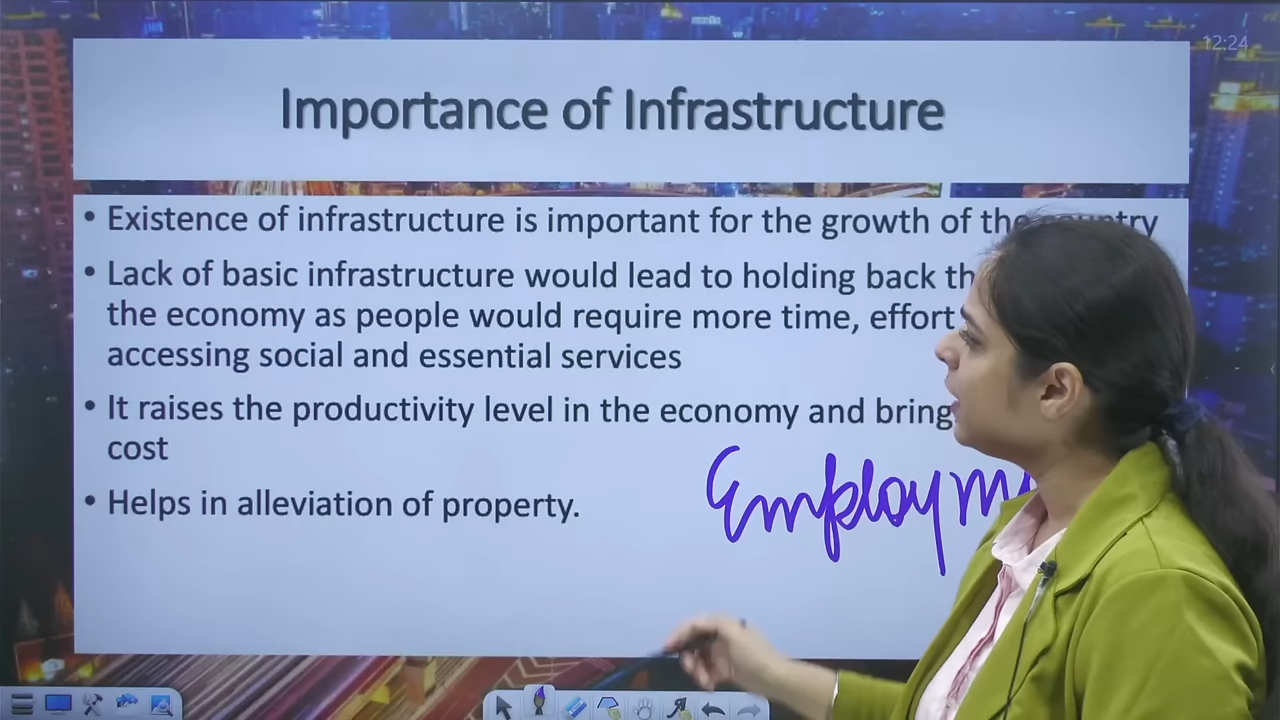 12:24
Importance of Infrastructure
• Existence of infrastructure is important for the growth of the country
• Lack of basic infrastructure would lead to holding back
the economy as people would require more time, effort
accessing social and essential services
• It raises the productivity level in the economy and bring
cost
• Helps in alleviation of property.
Employm